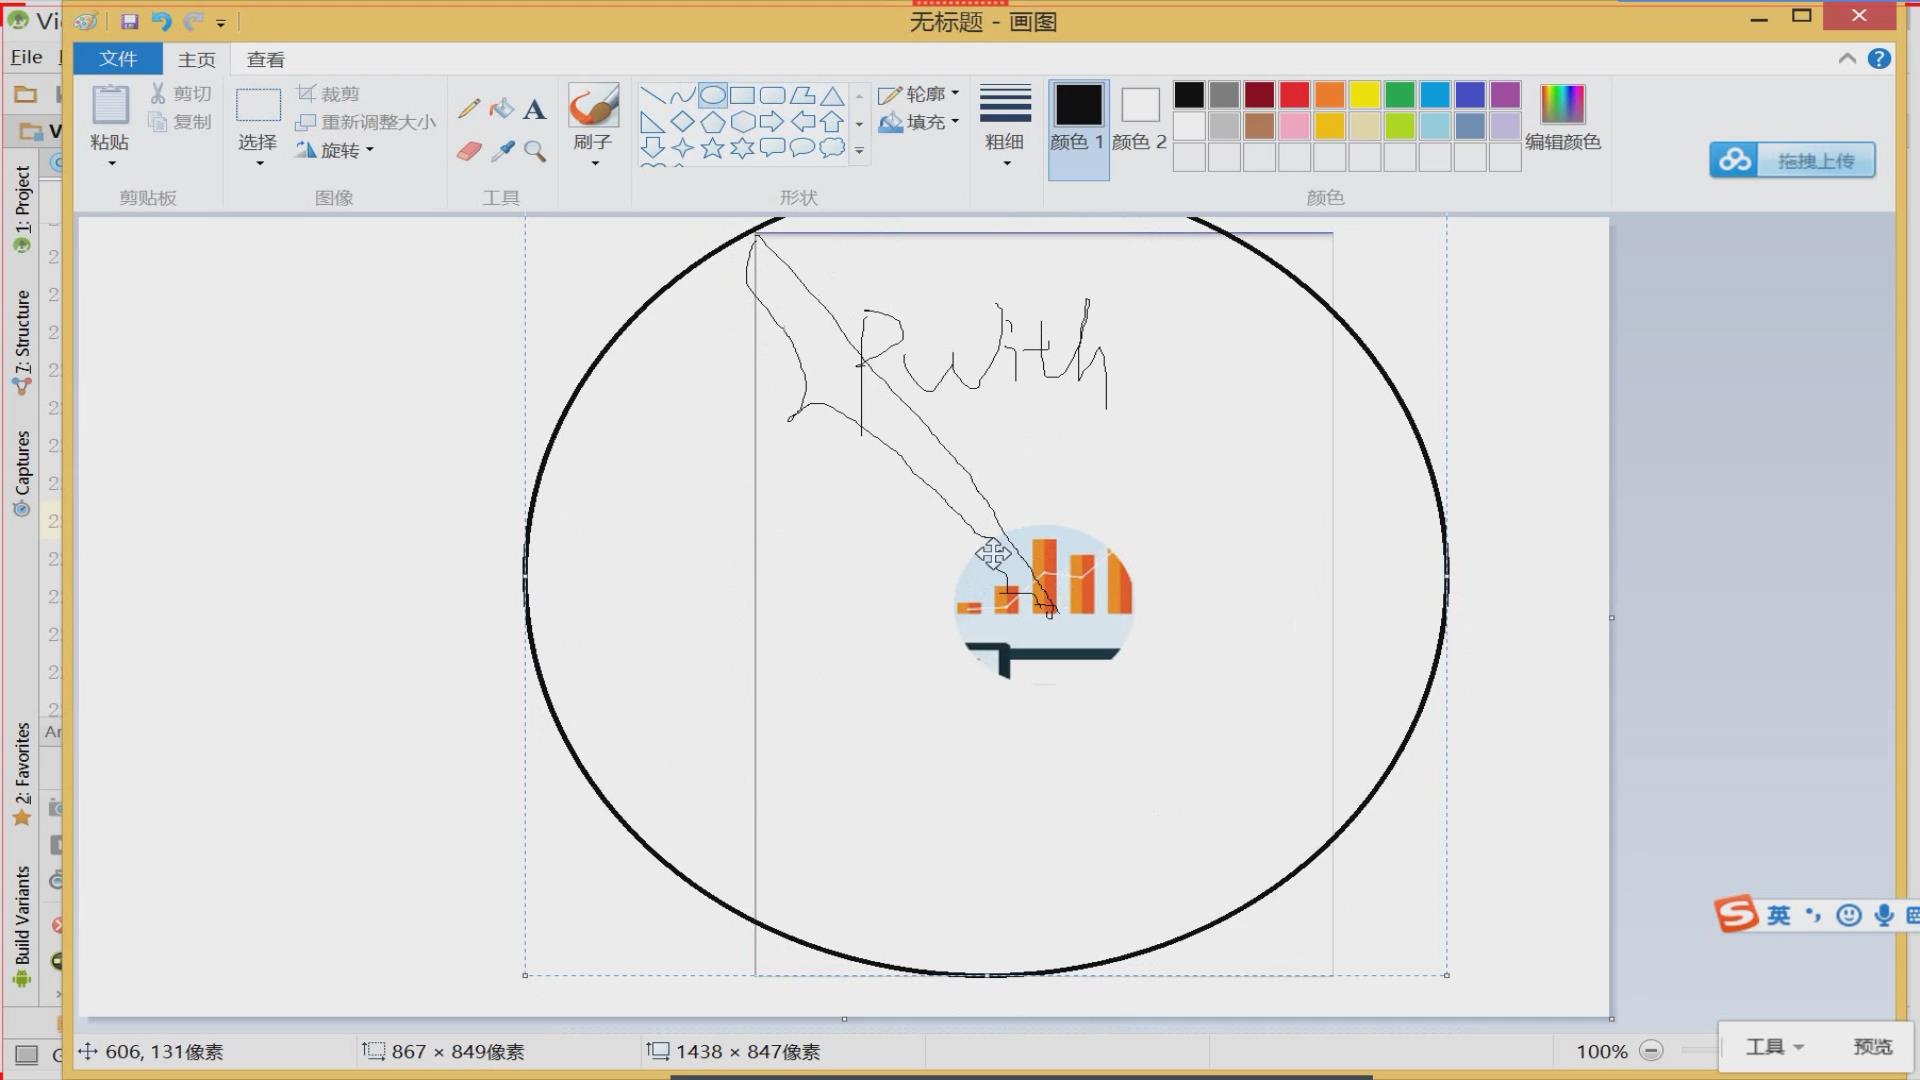 无标题 - 画图
Vi
File
文件 主页 查看
粘贴
剪切
复制
剪贴板
选择
裁剪
重新调整大小
旋转
图像
A
工具
刷子
形状
轮廓
填充
粗细
颜色 1
颜色 2
编辑颜色
颜色
拖拽上传
1: Project
7: Structure
Captures
2: Favorites
Build Variants
Rwith
英
606, 131像素
867 × 849像素
1438 × 847像素
100%
工具
预览